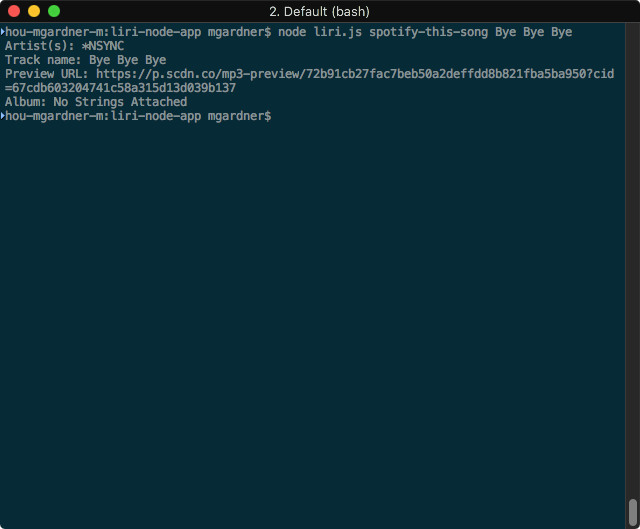 2. Default (bash)
hou-mgardner-m:liri-node-app mgardner$ node liri.js spotify-this-song Bye Bye Bye
Artist(s): *NSYNC
Track name: Bye Bye Bye
Preview URL: https://p.scdn.co/mp3-preview/72b91cb27fac7beb50a2deffdd8b821fba5ba950?cid
=67cdb603204741c58a315d13d039b137
Album: No Strings Attached
hou-mgardner-m:liri-node-app mgardner$